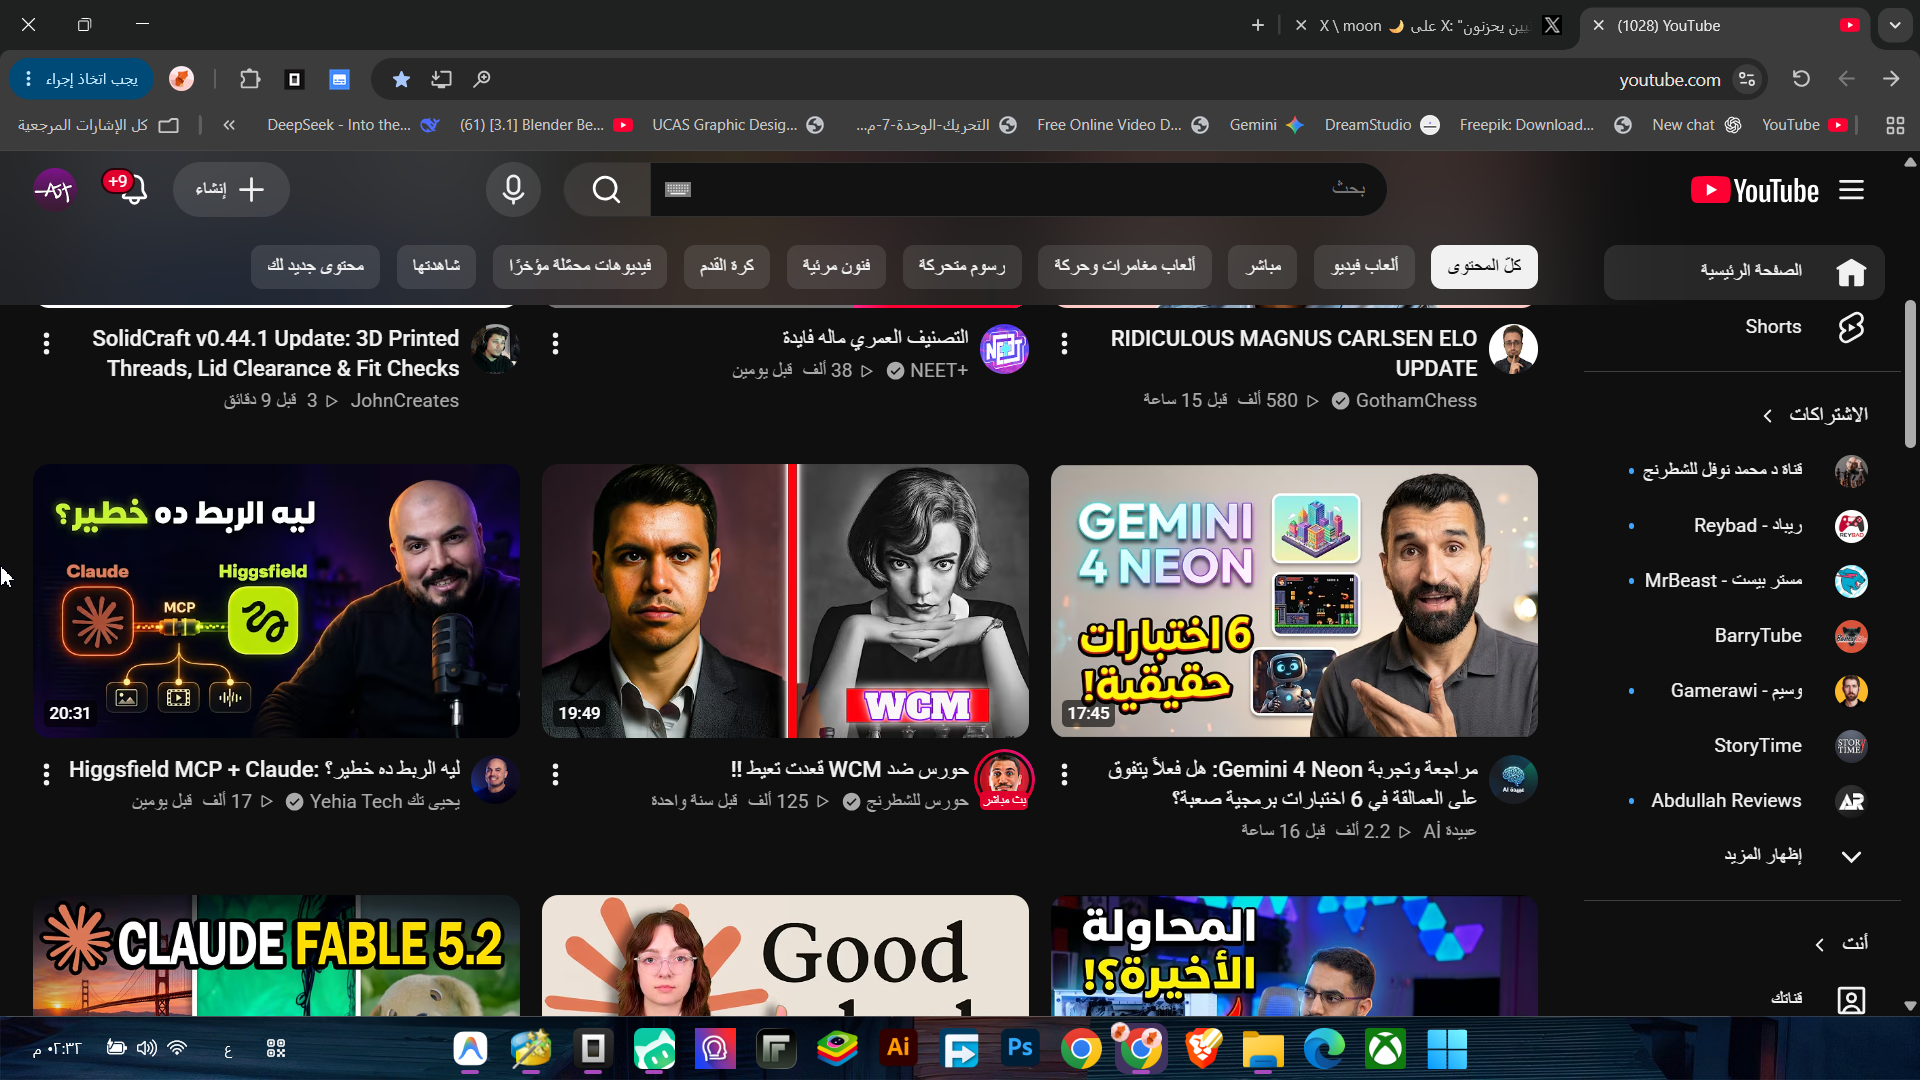 X \ moon 🌙 على X: "يين يحزنون
(1028) YouTube
يجب اتخاذ إجراء
youtube.com
كل الإشارات المرجعية
DeepSeek - Into the...
(61) [3.1] Blender Be...
UCAS Graphic Desig...
التحريك-الوحدة-7-م...
Free Online Video D...
Gemini
DreamStudio
Freepik: Download...
New chat
YouTube
+9
إنشاء
بحث
YouTube
كلّ المحتوى
ألعاب فيديو
مباشر
ألعاب مغامرات وحركة
رسوم متحركة
فنون مرئية
كرة القدم
فيديوهات محمّلة مؤخرًا
شاهدتها
محتوى جديد لك
الصفحة الرئيسية
Shorts
الاشتراكات
قناة د محمد نوفل للشطرنج
ريباد - Reybad
مستر بيست - MrBeast
BarryTube
وسيم - Gamerawi
StoryTime
Abdullah Reviews
إظهار المزيد
أنت
قناتك
RIDICULOUS MAGNUS CARLSEN ELO
UPDATE
GothamChess
580 ألف قبل 15 ساعة
NEET
التصنيف العمري ماله فايدة
NEET+
38 ألف قبل يومين
SolidCraft v0.44.1 Update: 3D Printed
Threads, Lid Clearance & Fit Checks
JohnCreates
3 قبل 9 دقائق
GEMINI
4 NEON
6 اختبارات
حقيقية!
17:45
مراجعة وتجربة Gemini 4 Neon: هل فعلاً يتفوق
على العمالقة في 6 اختبارات برمجية صعبة؟
عبيدة Aİ
2.2 ألف قبل 16 ساعة
WCM
19:49
حورس ضد WCM قعدت تعيط !!
حورس للشطرنج
125 ألف قبل سنة واحدة
بث مباشر
ليه الربط ده خطير؟
Claude
Higgsfield
MCP
20:31
ليه الربط ده خطير؟ :Higgsfield MCP + Claude
يحيى تك Yehia Tech
17 ألف قبل يومين
المحاولة
الأخيرة؟!
Good
CLAUDE FABLE 5.2
Ai
Ps
ع
٠٢:٣٢ م